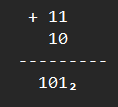 + 11
10
---------
101₂